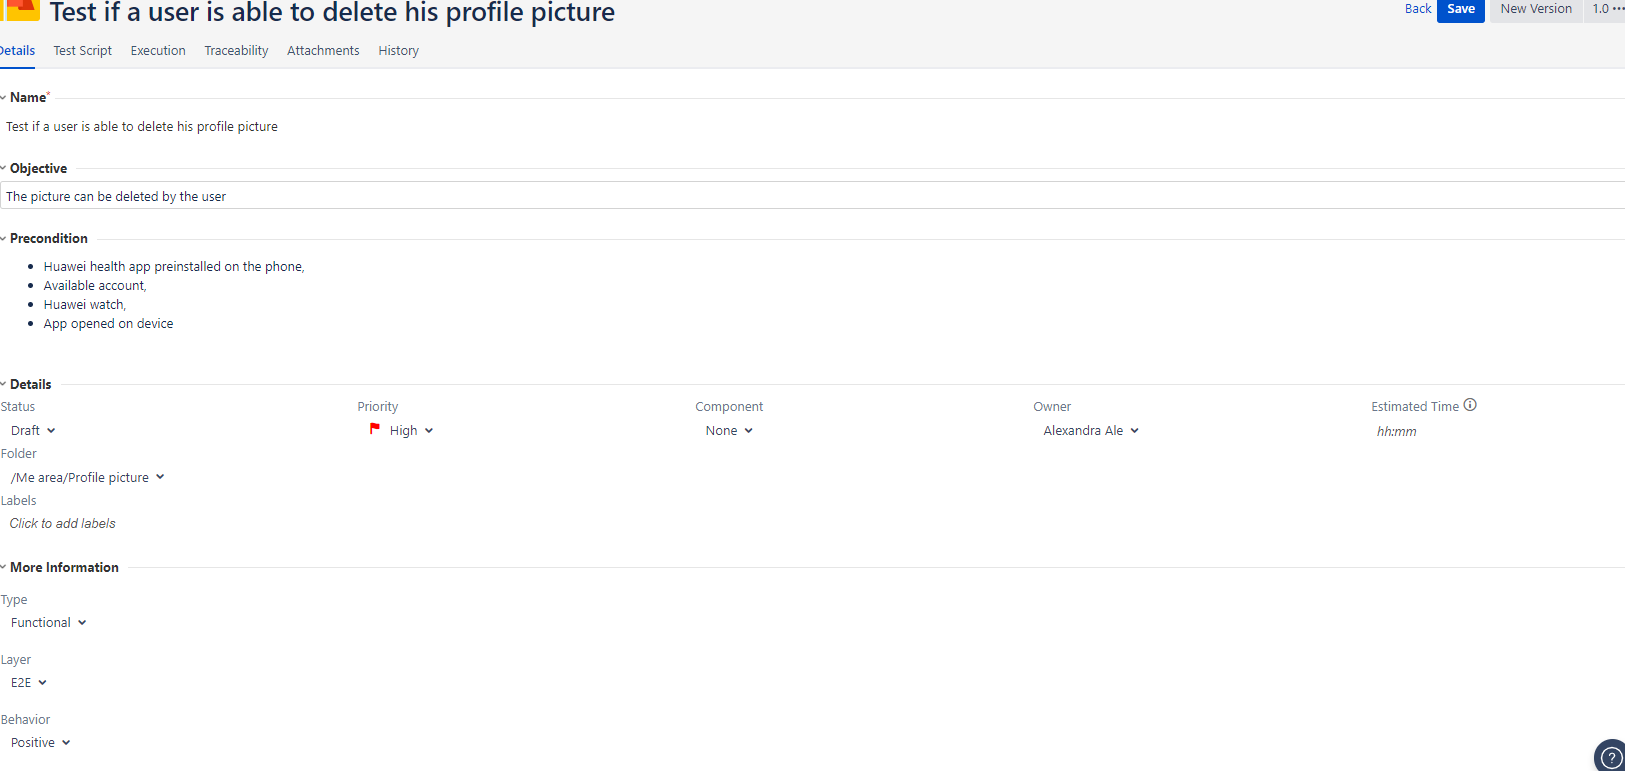 Test if a user is able to delete his profile picture
Back Save New Version 1.0 ···
Details Test Script Execution Traceability Attachments History
Name*
Test if a user is able to delete his profile picture
Objective
The picture can be deleted by the user
Precondition
• Huawei health app preinstalled on the phone,
• Available account,
• Huawei watch,
• App opened on device
Details
Status Priority Component Owner Estimated Time
Draft High None Alexandra Ale hh:mm
Folder
/Me area/Profile picture
Labels
Click to add labels
More Information
Type
Functional
Layer
E2E
Behavior
Positive
?